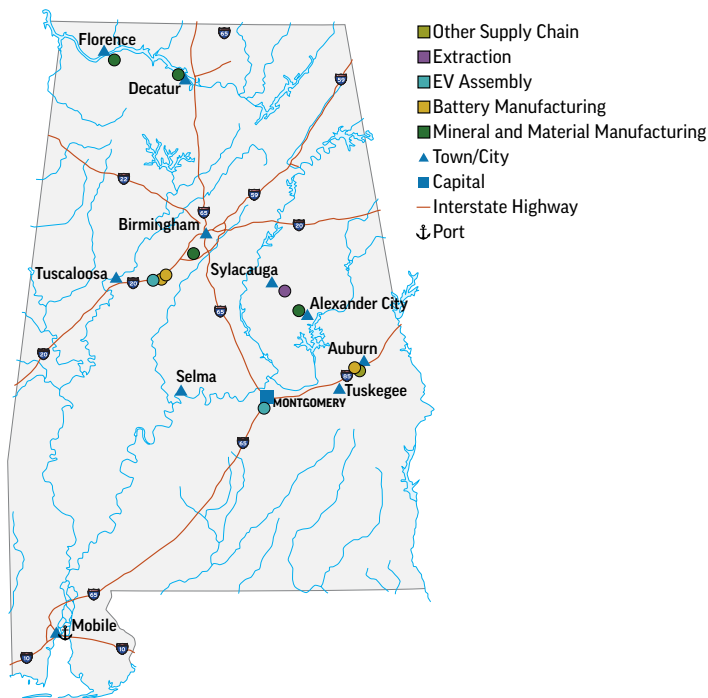 65
Florence
Decatur
59
22
59
65
Birmingham
20
Tuscaloosa
20
Sylacauga
65
Alexander City
20
Auburn
85
Selma
Tuskegee
MONTGOMERY
65
65
Mobile
10
10
Other Supply Chain
Extraction
EV Assembly
Battery Manufacturing
Mineral and Material Manufacturing
Town/City
Capital
Interstate Highway
Port